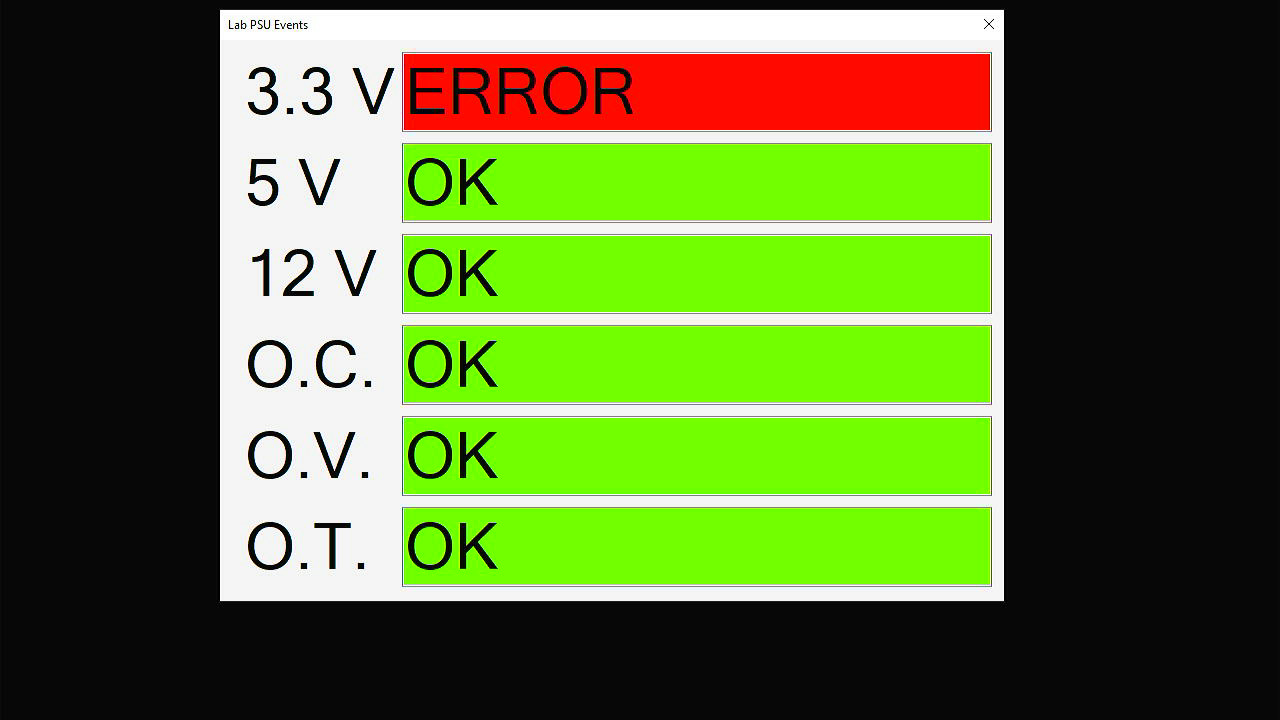 Lab PSU Events
3.3 V ERROR
5 V OK
12 V OK
O.C. OK
O.V. OK
O.T. OK